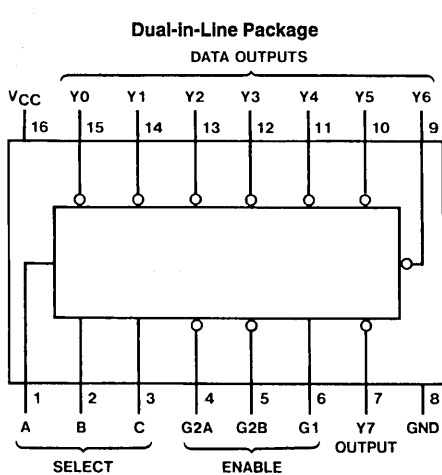 Dual-in-Line Package
DATA OUTPUTS
VCC Y0 Y1 Y2 Y3 Y4 Y5 Y6
16 15 14 13 12 11 10 9
1 2 3 4 5 6 7 8
A B C G2A G2B G1 Y7 GND
OUTPUT
SELECT ENABLE